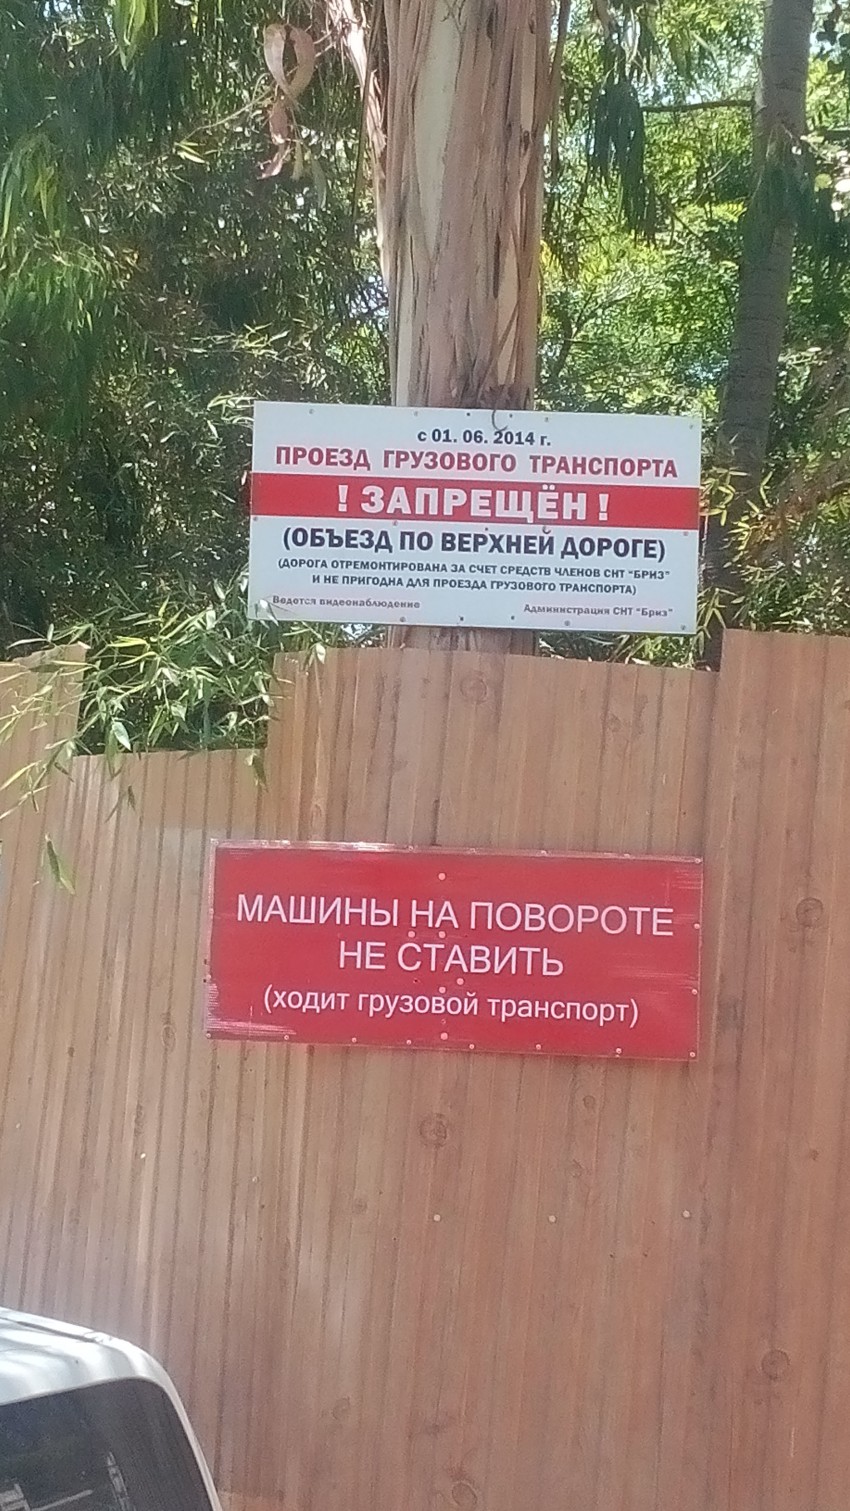 с 01. 06. 2014 г.
ПРОЕЗД ГРУЗОВОГО ТРАНСПОРТА
! ЗАПРЕЩЁН !
(ОБЪЕЗД ПО ВЕРХНЕЙ ДОРОГЕ)
(ДОРОГА ОТРЕМОНТИРОВАНА ЗА СЧЕТ СРЕДСТВ ЧЛЕНОВ СНТ "БРИЗ"
И НЕ ПРИГОДНА ДЛЯ ПРОЕЗДА ГРУЗОВОГО ТРАНСПОРТА)
Ведется видеонаблюдение Администрация СНТ "Бриз"
МАШИНЫ НА ПОВОРОТЕ
НЕ СТАВИТЬ
(ходит грузовой транспорт)